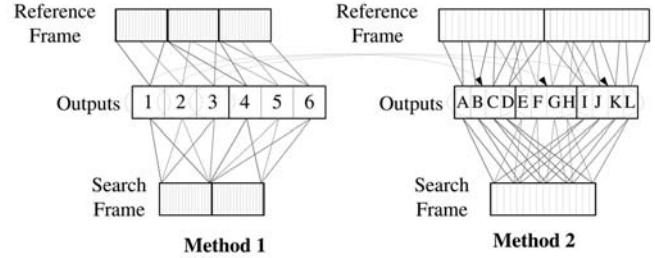 Reference Frame
Outputs 1 2 3 4 5 6
Search Frame
Method 1
Reference Frame
Outputs A B C D E F G H I J K L
Search Frame
Method 2